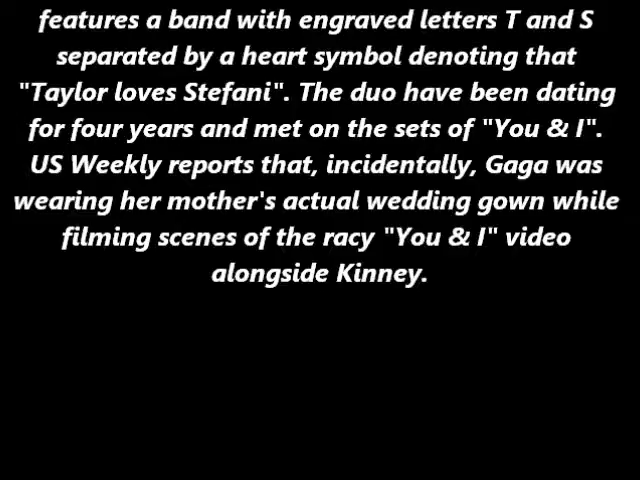 features a band with engraved letters T and S
separated by a heart symbol denoting that
"Taylor loves Stefani". The duo have been dating
for four years and met on the sets of "You & I".
US Weekly reports that, incidentally, Gaga was
wearing her mother's actual wedding gown while
filming scenes of the racy "You & I" video
alongside Kinney.